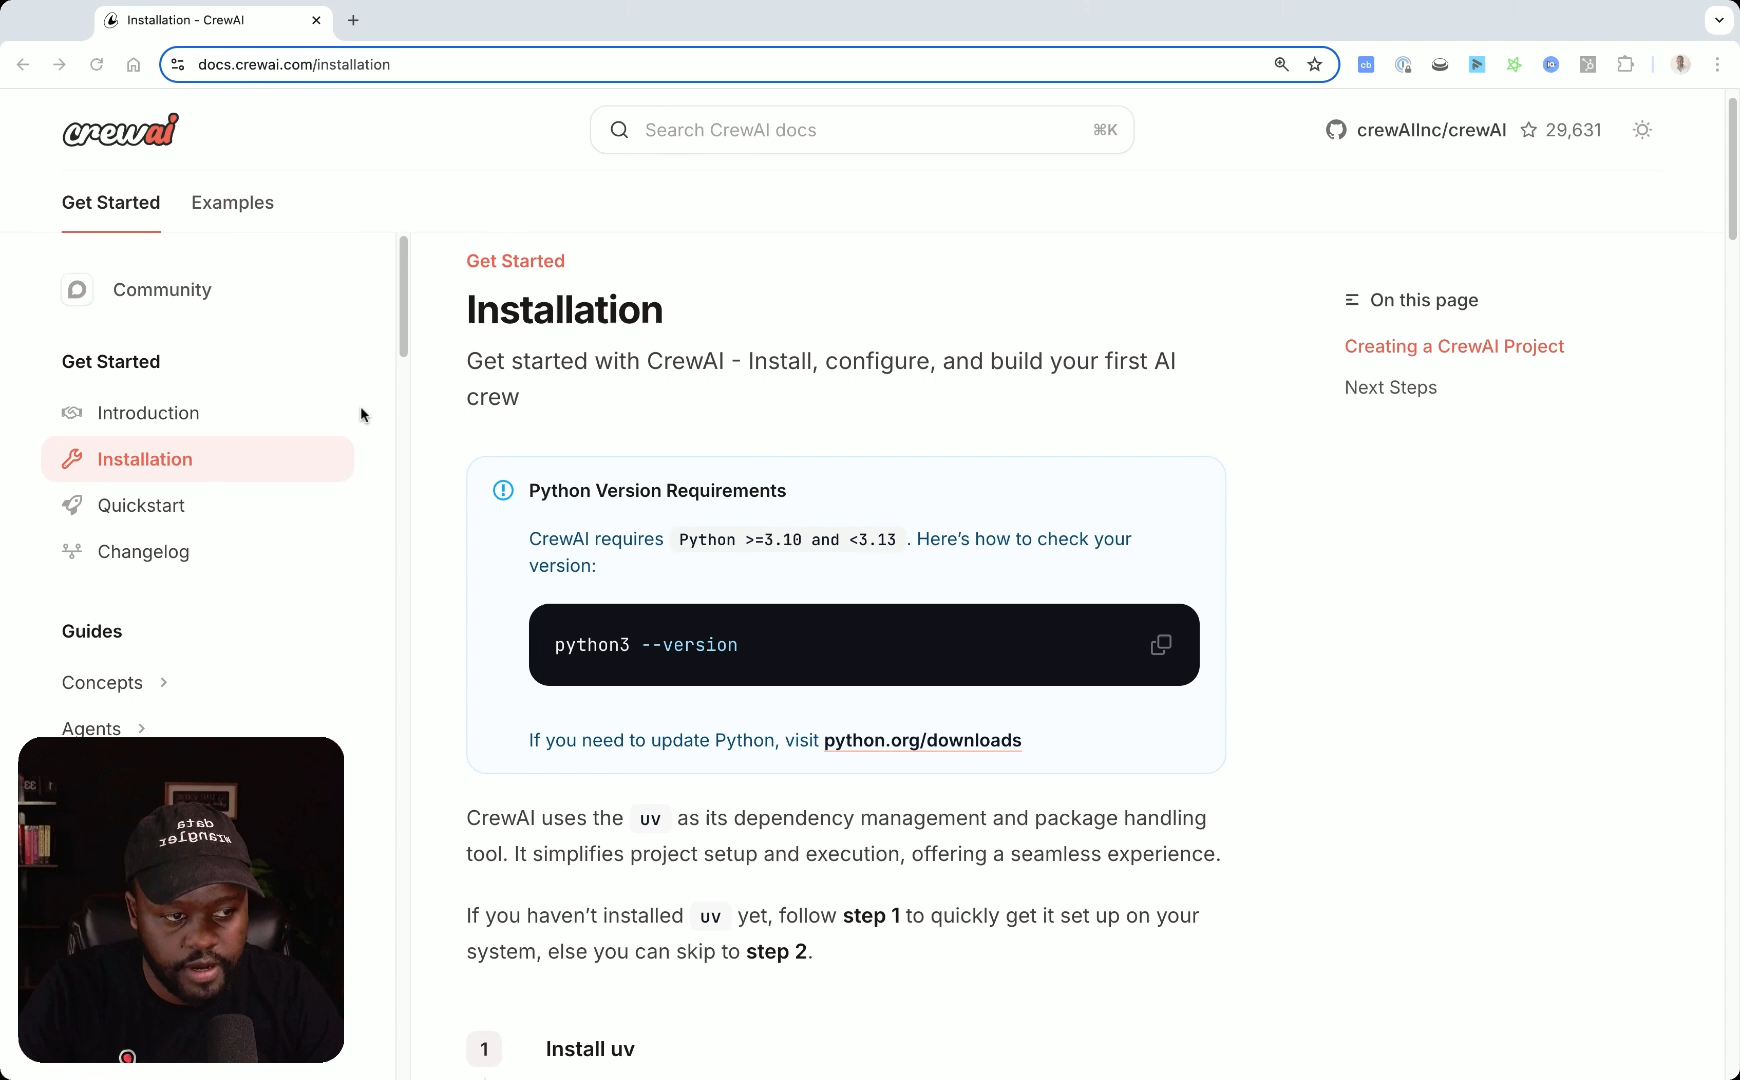 Installation - CrewAI
docs.crewai.com/installation
crewai
Search CrewAI docs
⌘K
crewAIInc/crewAI
29,631
Get Started
Examples
Community
Get Started
Introduction
Installation
Quickstart
Changelog
Guides
Concepts
Agents
Get Started
Installation
Get started with CrewAI - Install, configure, and build your first AI
crew
Python Version Requirements
CrewAI requires Python >=3.10 and <3.13. Here's how to check your
version:
python3 --version
If you need to update Python, visit python.org/downloads
CrewAI uses the uv as its dependency management and package handling
tool. It simplifies project setup and execution, offering a seamless experience.
If you haven't installed uv yet, follow step 1 to quickly get it set up on your
system, else you can skip to step 2.
1
Install uv
On this page
Creating a CrewAI Project
Next Steps
data
wrangler
33
cb